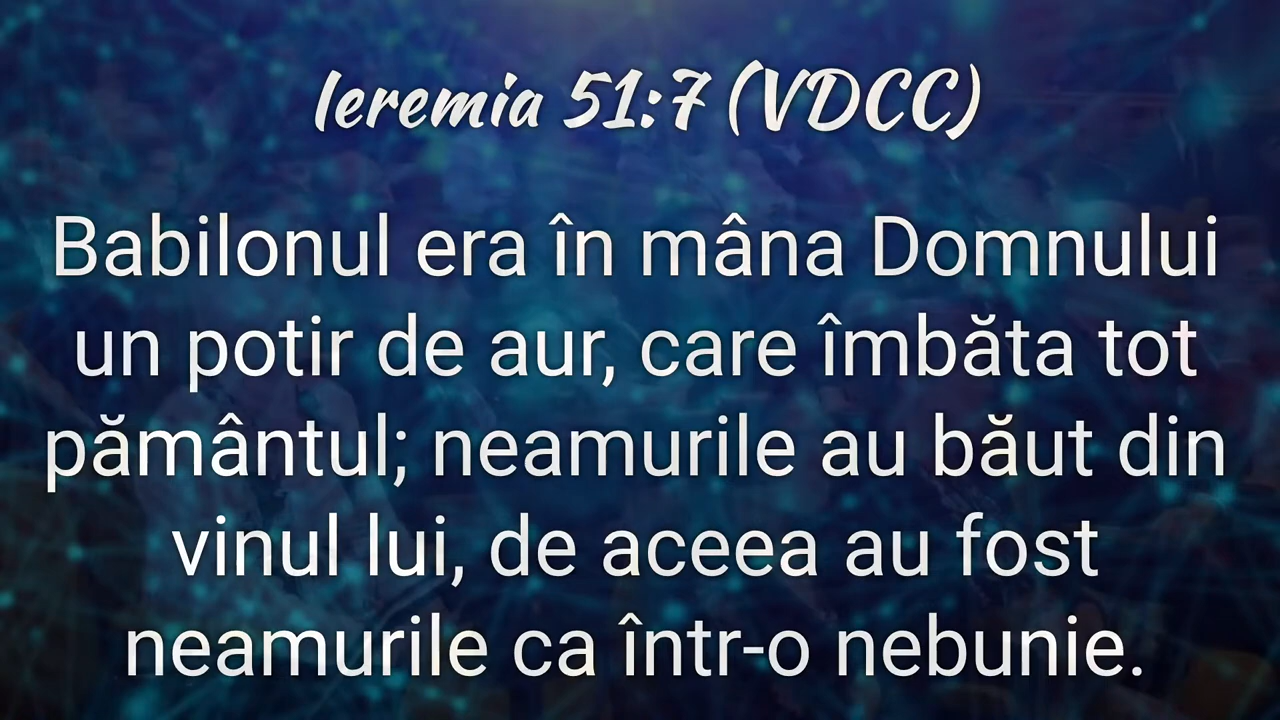 Ieremia 51:7 (VDCC)
Babilonul era în mâna Domnului
un potir de aur, care îmbăta tot
pământul; neamurile au băut din
vinul lui, de aceea au fost
neamurile ca într-o nebunie.